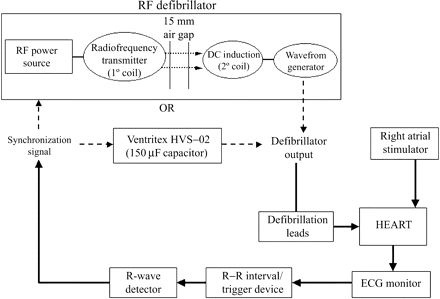 RF defibrillator
15 mm
air gap
RF power
source
Radiofrequency
transmitter
(1º coil)
DC induction
(2º coil)
Wavefrom
generator
OR
Synchronization
signal
Ventritex HVS–02
(150 µF capacitor)
Defibrillator
output
Right atrial
stimulator
Defibrillation
leads
HEART
R-wave
detector
R–R interval/
trigger device
ECG monitor